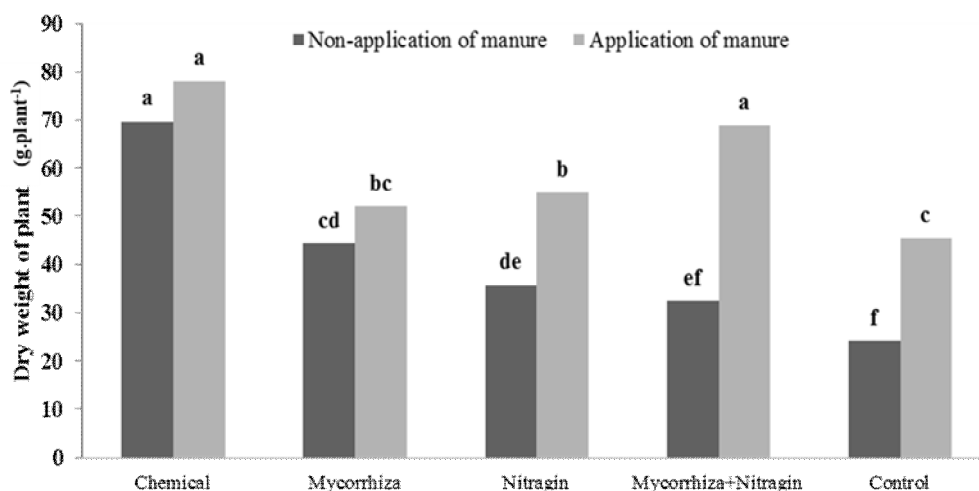 90
80
70
60
50
40
30
20
10
0
Dry weight of plant (g.plant-1)
Non-application of manure Application of manure
a a
cd bc
de b
ef a
f c
Chemical Mycorrhiza Nitragin Mycorrhiza+Nitragin Control